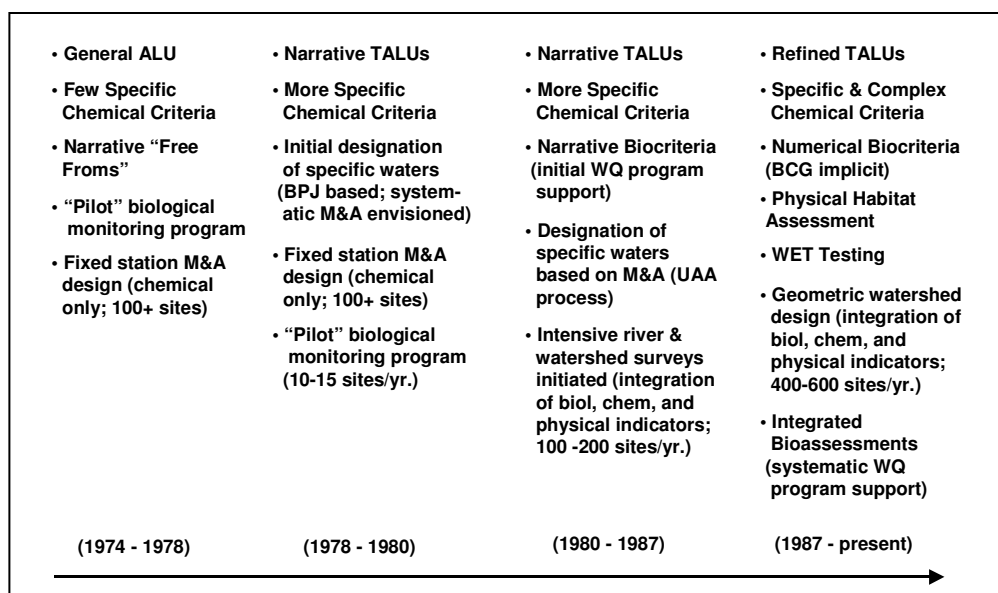 • General ALU
• Few Specific
Chemical Criteria
• Narrative “Free
Froms”
• “Pilot” biological
monitoring program
• Fixed station M&A
design (chemical
only; 100+ sites)
(1974 - 1978)
• Narrative TALUs
• More Specific
Chemical Criteria
• Initial designation
of specific waters
(BPJ based; system-
atic M&A envisioned)
• Fixed station M&A
design (chemical
only; 100+ sites)
• “Pilot” biological
monitoring program
(10-15 sites/yr.)
(1978 - 1980)
• Narrative TALUs
• More Specific
Chemical Criteria
• Narrative Biocriteria
(initial WQ program
support)
• Designation of
specific waters
based on M&A (UAA
process)
• Intensive river &
watershed surveys
initiated (integration
of biol, chem, and
physical indicators;
100 -200 sites/yr.)
(1980 - 1987)
• Refined TALUs
• Specific & Complex
Chemical Criteria
• Numerical Biocriteria
(BCG implicit)
• Physical Habitat
Assessment
• WET Testing
• Geometric watershed
design (integration of
biol, chem, and
physical indicators;
400-600 sites/yr.)
• Integrated
Bioassessments
(systematic WQ
program support)
(1987 - present)